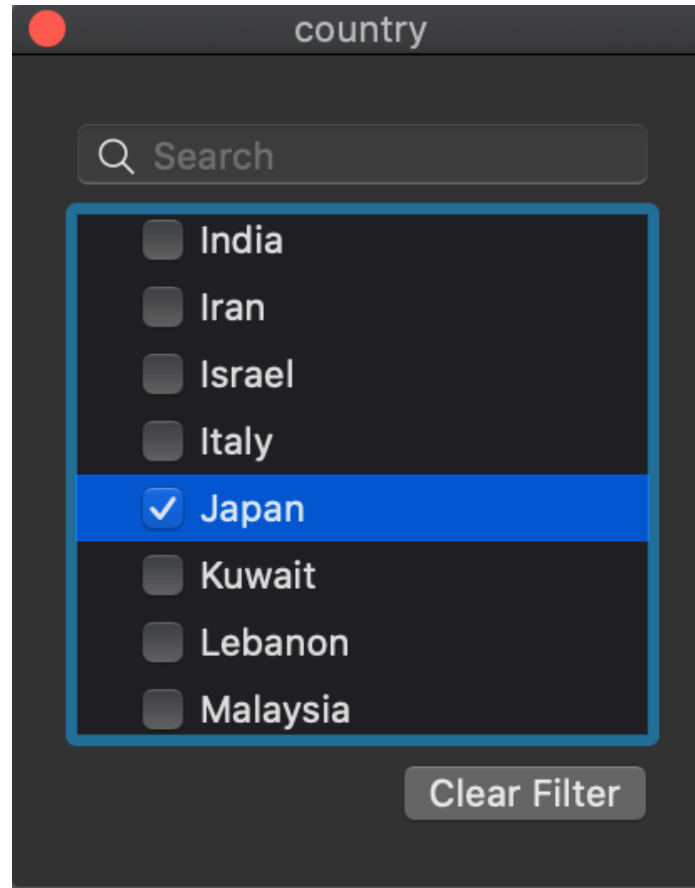 country
Search
India
Iran
Israel
Italy
Japan
Kuwait
Lebanon
Malaysia
Clear Filter